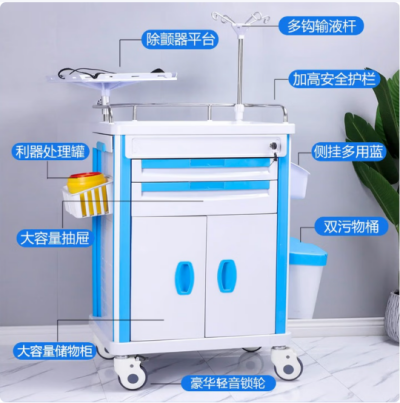 除颤器平台
多钩输液杆
加高安全护栏
利器处理罐
侧挂多用蓝
大容量抽屉
双污物桶
大容量储物柜
豪华轻音锁轮